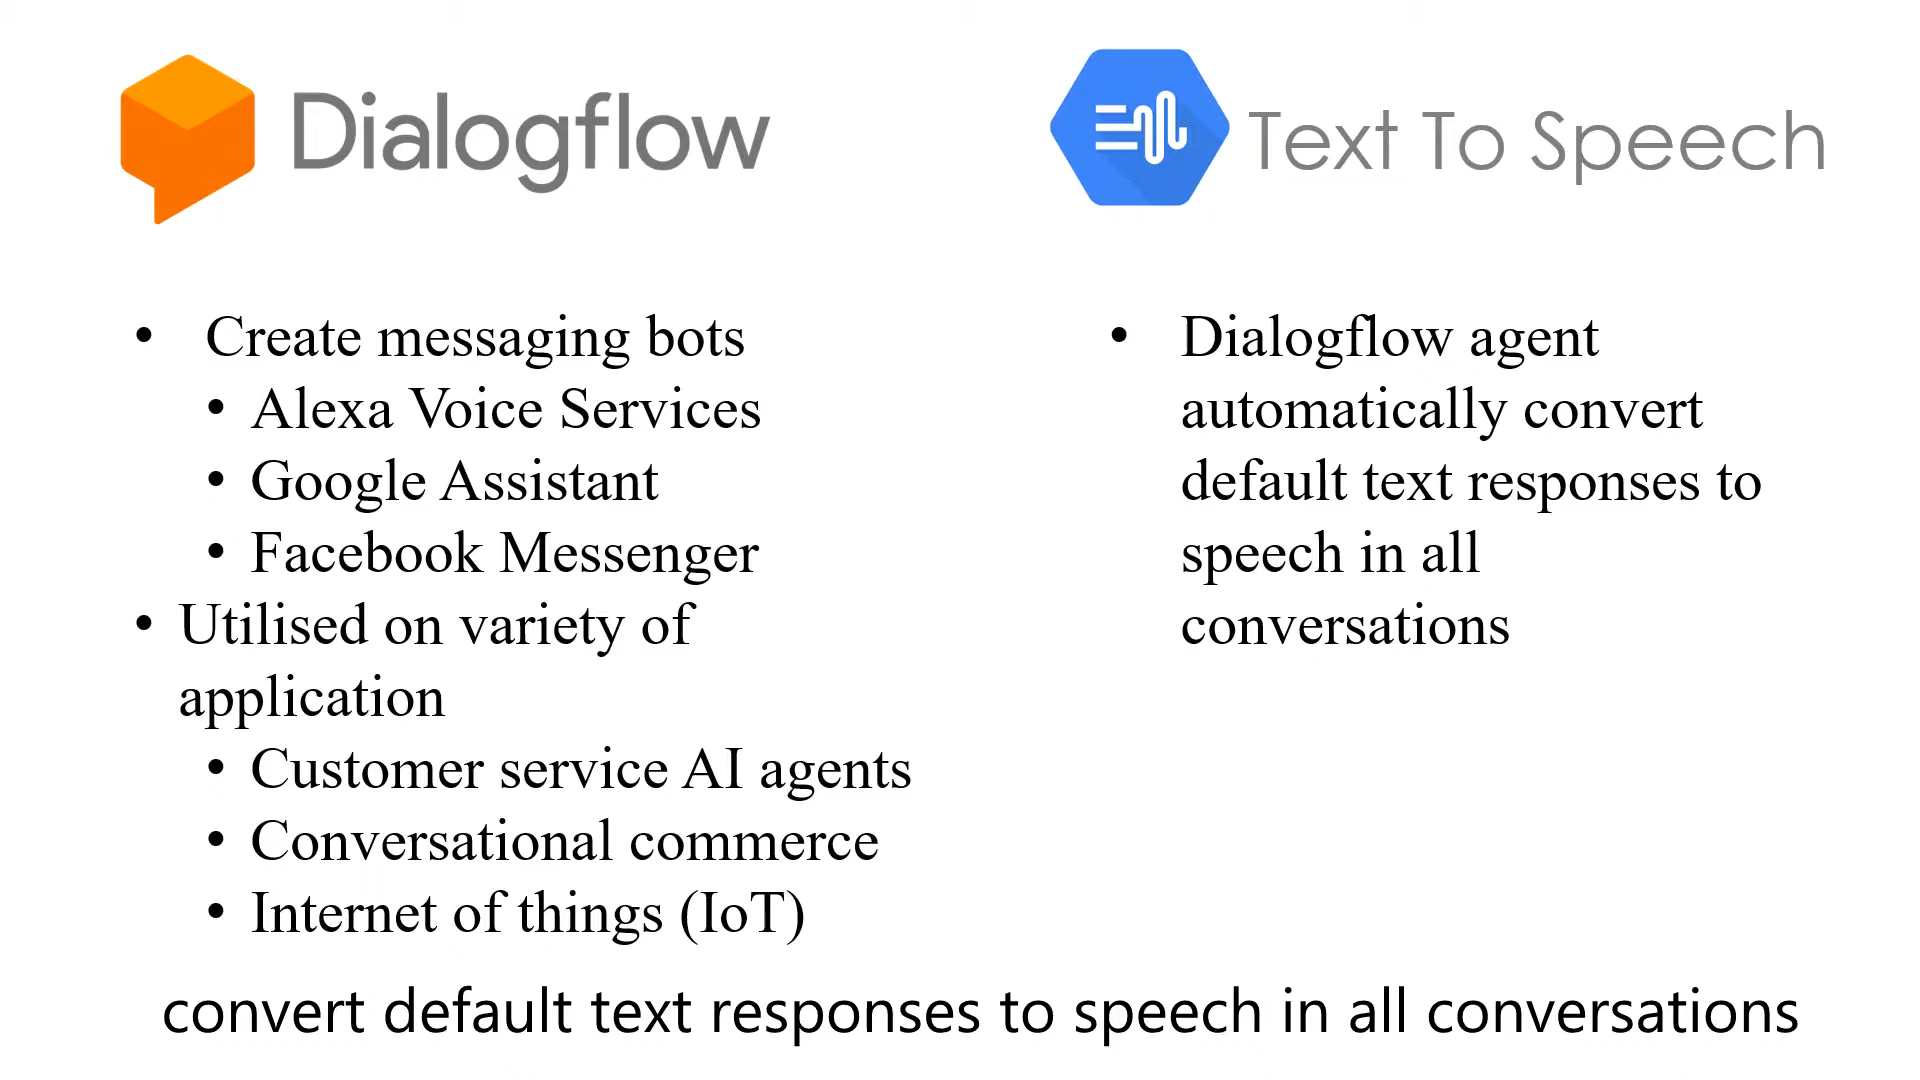 Dialogflow
• Create messaging bots
• Alexa Voice Services
• Google Assistant
• Facebook Messenger
• Utilised on variety of
application
• Customer service AI agents
• Conversational commerce
• Internet of things (IoT)
Text To Speech
• Dialogflow agent
automatically convert
default text responses to
speech in all
conversations
convert default text responses to speech in all conversations